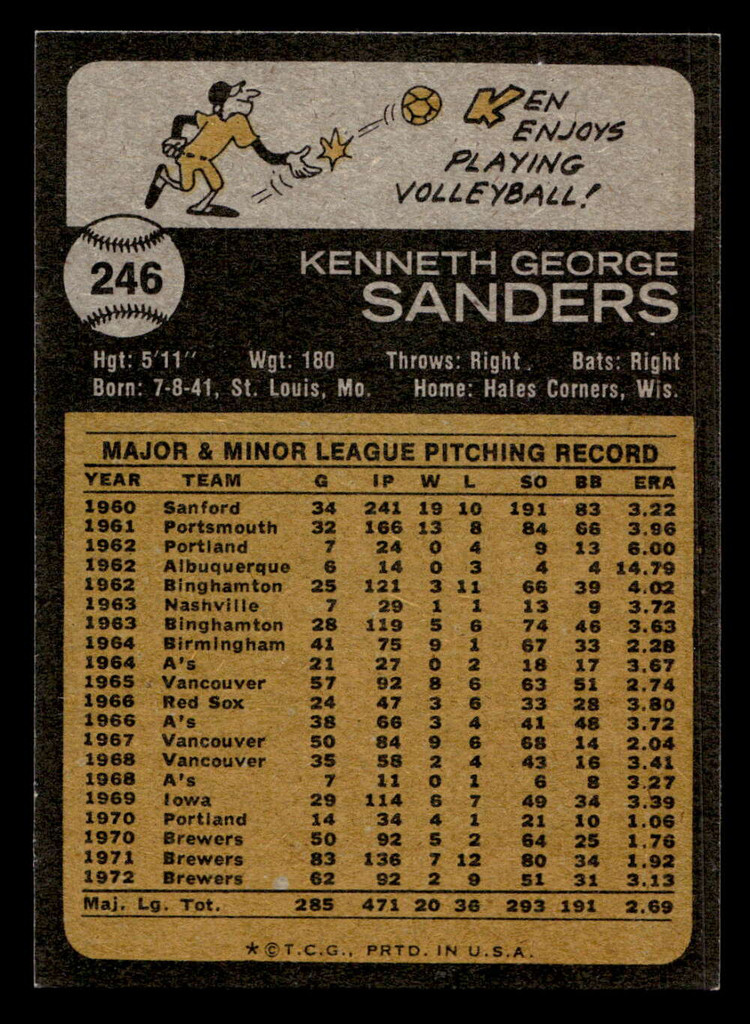 KEN
ENJOYS
PLAYING
VOLLEYBALL!
246
KENNETH GEORGE
SANDERS
Hgt: 5'11" Wgt: 180 Throws: Right Bats: Right
Born: 7-8-41, St. Louis, Mo. Home: Hales Corners, Wis.
MAJOR & MINOR LEAGUE PITCHING RECORD
YEAR TEAM G IP W L SO BB ERA
1960 Sanford 34 241 19 10 191 83 3.22
1961 Portsmouth 32 166 13 8 84 66 3.96
1962 Portland 7 24 0 4 9 13 6.00
1962 Albuquerque 6 14 0 3 4 4 14.79
1962 Binghamton 25 121 3 11 66 39 4.02
1963 Nashville 7 29 1 1 13 9 3.72
1963 Binghamton 28 119 5 6 74 46 3.63
1964 Birmingham 41 75 9 1 67 33 2.28
1964 A's 21 27 0 2 18 17 3.67
1965 Vancouver 57 92 8 6 63 51 2.74
1966 Red Sox 24 47 3 6 33 28 3.80
1966 A's 38 66 3 4 41 48 3.72
1967 Vancouver 50 84 9 6 68 14 2.04
1968 Vancouver 35 58 2 4 43 16 3.41
1968 A's 7 11 0 1 6 8 3.27
1969 Iowa 29 114 6 7 49 34 3.39
1970 Portland 14 34 4 1 21 10 1.06
1970 Brewers 50 92 5 2 64 25 1.76
1971 Brewers 83 136 7 12 80 34 1.92
1972 Brewers 62 92 2 9 51 31 3.13
Maj. Lg. Tot. 285 471 20 36 293 191 2.69
*©T.C.G., PRTD. IN U.S.A.